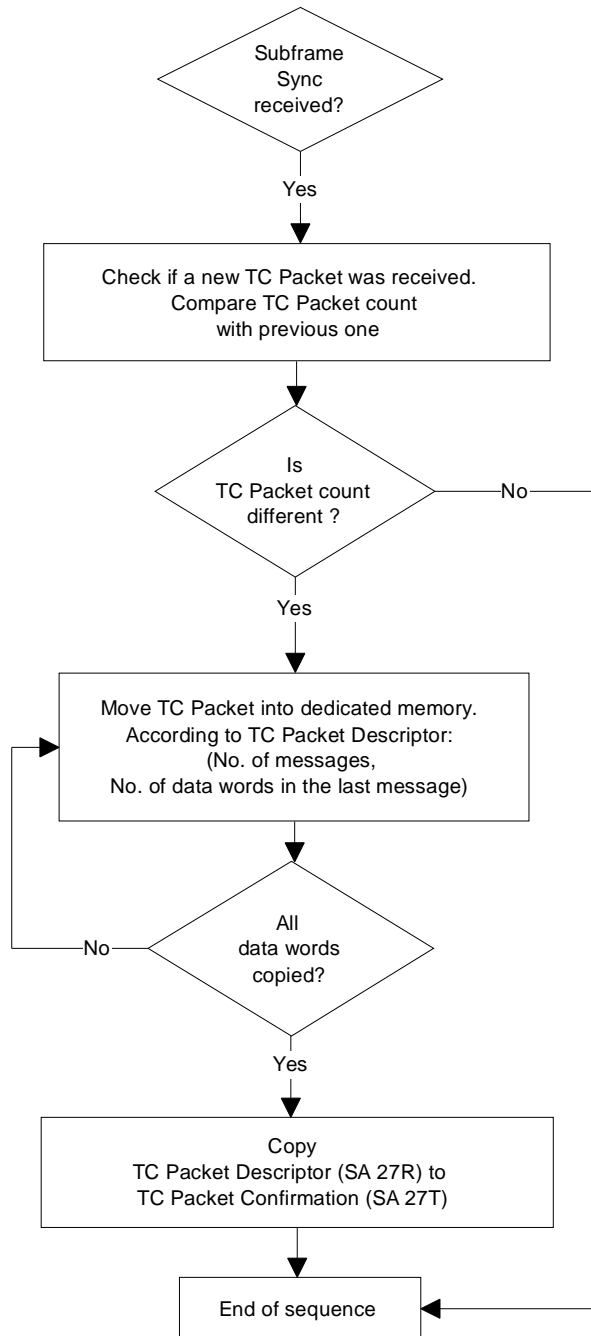 Subframe
Sync
received?
Yes
Check if a new TC Packet was received.
Compare TC Packet count
with previous one
Is
TC Packet count
different ?
No
Yes
Move TC Packet into dedicated memory.
According to TC Packet Descriptor:
(No. of messages,
No. of data words in the last message)
All
data words
copied?
No
Yes
Copy
TC Packet Descriptor (SA 27R) to
TC Packet Confirmation (SA 27T)
End of sequence